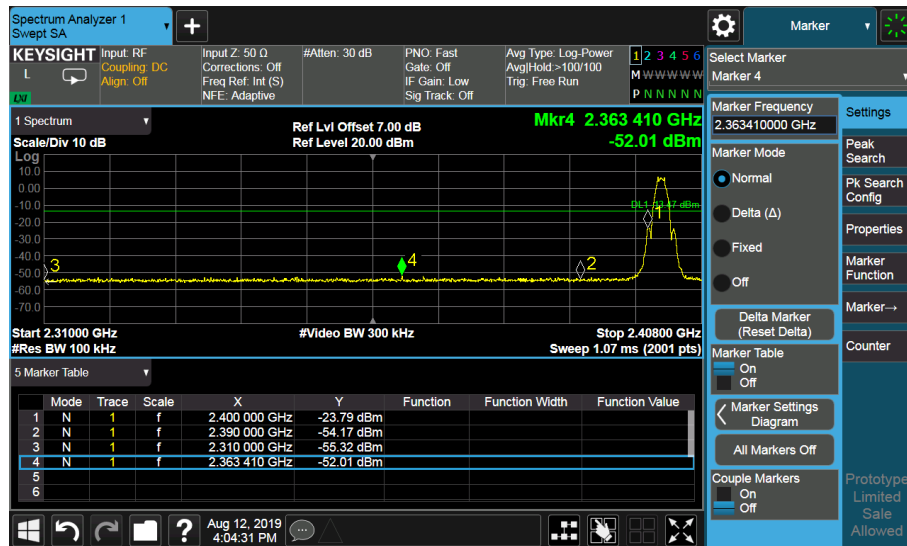 Spectrum Analyzer 1
Swept SA
Marker
KEYSIGHT
L
LXI
Input: RF
Coupling: DC
Align: Off
Input Z: 50 Ω
Corrections: Off
Freq Ref: Int (S)
NFE: Adaptive
#Atten: 30 dB
PNO: Fast
Gate: Off
IF Gain: Low
Sig Track: Off
Avg Type: Log-Power
Avg|Hold:>100/100
Trig: Free Run
1 2 3 4 5 6
M W W W W W
P N N N N N
Select Marker
Marker 4
1 Spectrum
Scale/Div 10 dB
Ref Lvl Offset 7.00 dB
Ref Level 20.00 dBm
Mkr4 2.363 410 GHz
-52.01 dBm
Log
10.0
0.00
-10.0
-20.0
-30.0
-40.0
-50.0
-60.0
-70.0
DL1 -13.47 dBm
1
2
3
4
Start 2.31000 GHz
#Res BW 100 kHz
#Video BW 300 kHz
Stop 2.40800 GHz
Sweep 1.07 ms (2001 pts)
5 Marker Table
Mode Trace Scale X Y Function Function Width Function Value
1 N 1 f 2.400 000 GHz -23.79 dBm
2 N 1 f 2.390 000 GHz -54.17 dBm
3 N 1 f 2.310 000 GHz -55.32 dBm
4 N 1 f 2.363 410 GHz -52.01 dBm
5
6
Aug 12, 2019
4:04:31 PM
Marker Frequency
2.363410000 GHz
Marker Mode
Normal
Delta (Δ)
Fixed
Off
Delta Marker
(Reset Delta)
Marker Table
On
Off
Marker Settings
Diagram
All Markers Off
Couple Markers
On
Off
Settings
Peak
Search
Pk Search
Config
Properties
Marker
Function
Marker→
Counter
Prototype
Limited
Sale
Allowed